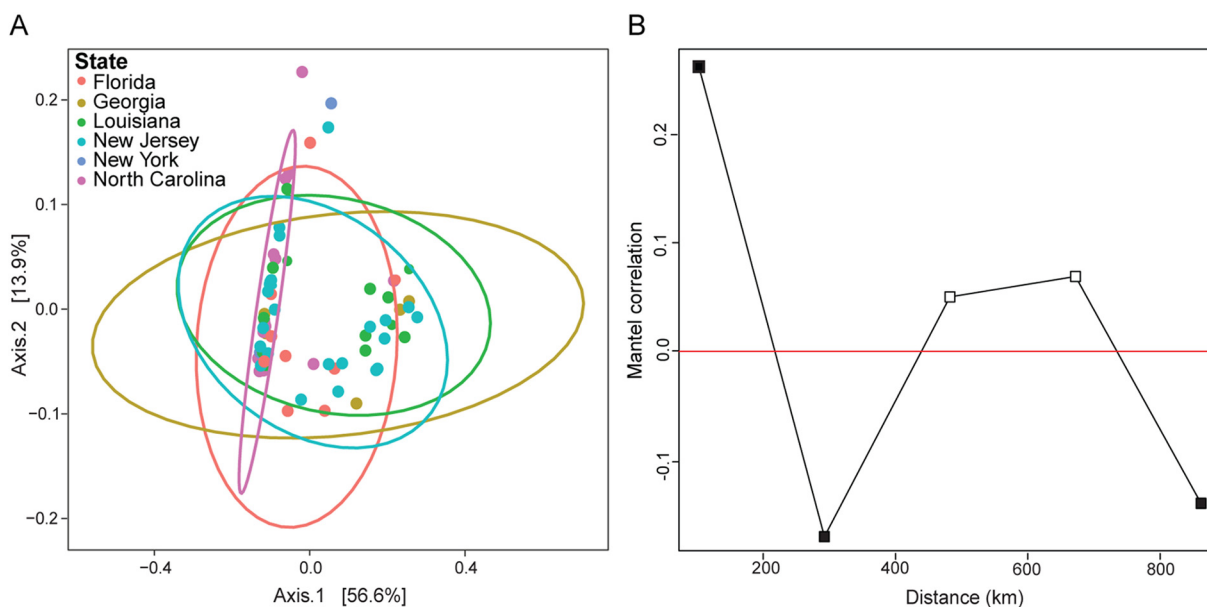 A
State
Florida
Georgia
Louisiana
New Jersey
New York
North Carolina
0.2
0.1
0.0
−0.1
−0.2
Axis.2 [13.9%]
−0.4
0.0
0.4
Axis.1 [56.6%]
B
Mantel correlation
0.2
0.1
0.0
-0.1
200
400
600
800
Distance (km)